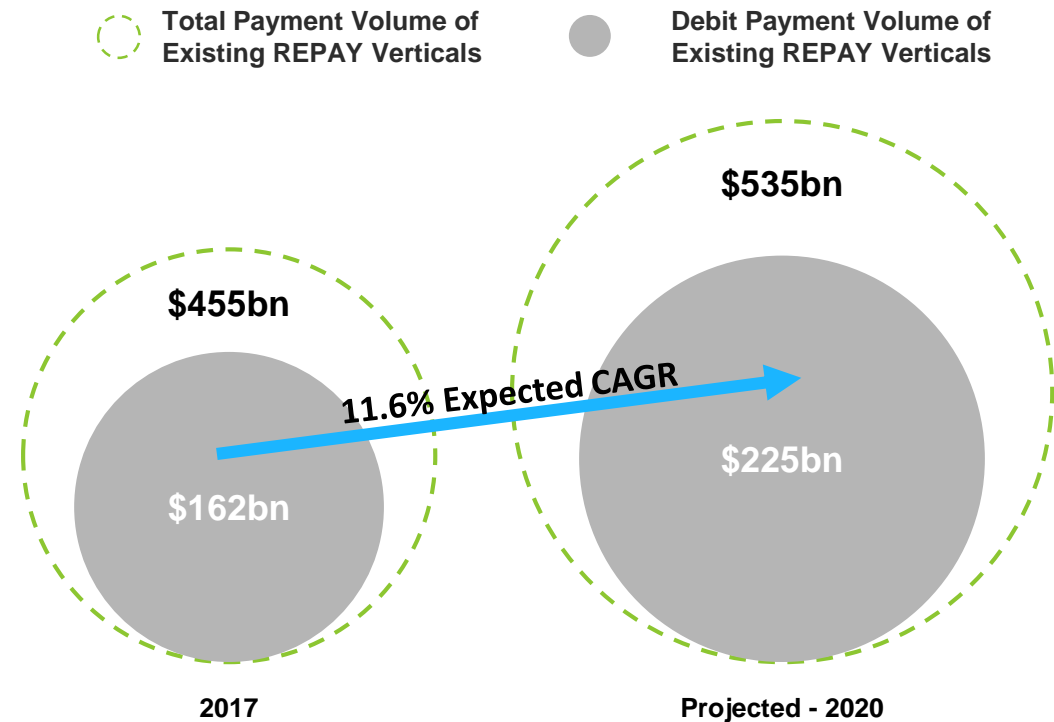 Total Payment Volume of
Existing REPAY Verticals
Debit Payment Volume of
Existing REPAY Verticals
$535bn
$455bn
11.6% Expected CAGR
$225bn
$162bn
2017
Projected - 2020